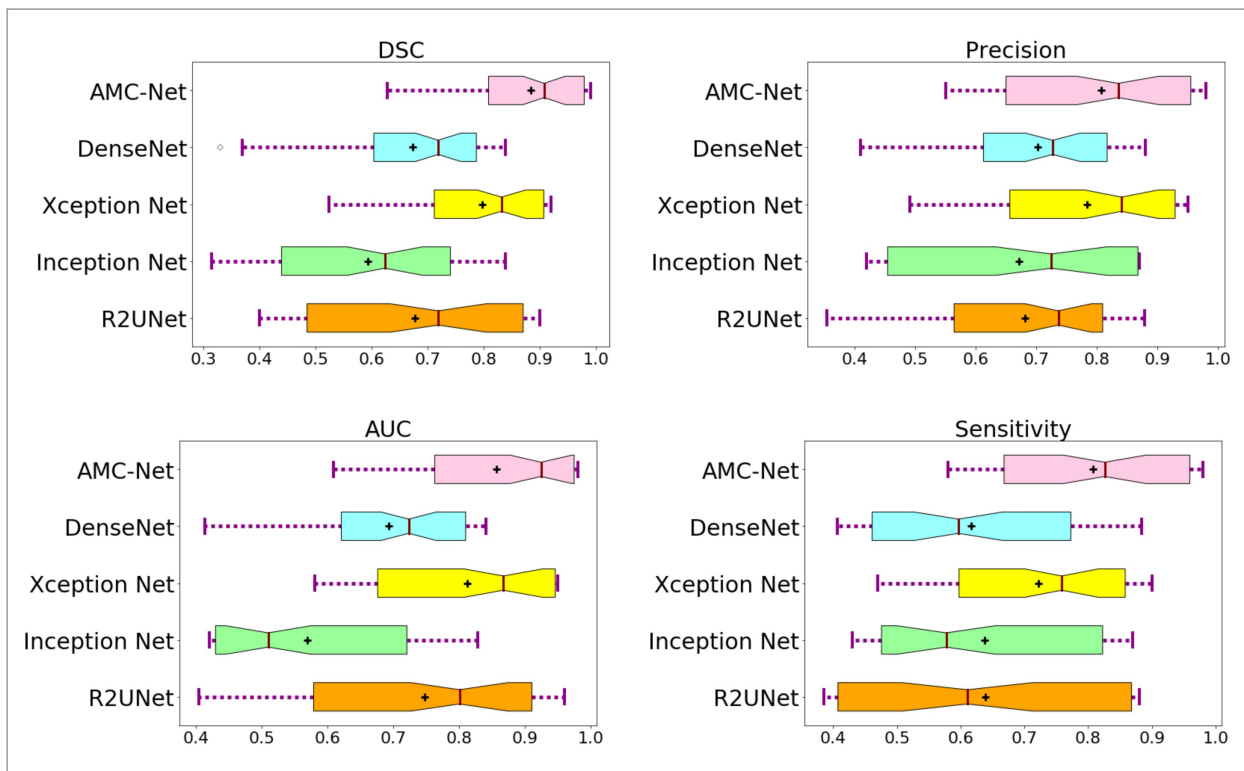 DSC
AMC-Net
DenseNet
Xception Net
Inception Net
R2UNet
0.3 0.4 0.5 0.6 0.7 0.8 0.9 1.0
Precision
AMC-Net
DenseNet
Xception Net
Inception Net
R2UNet
0.4 0.5 0.6 0.7 0.8 0.9 1.0
AUC
AMC-Net
DenseNet
Xception Net
Inception Net
R2UNet
0.4 0.5 0.6 0.7 0.8 0.9 1.0
Sensitivity
AMC-Net
DenseNet
Xception Net
Inception Net
R2UNet
0.4 0.5 0.6 0.7 0.8 0.9 1.0